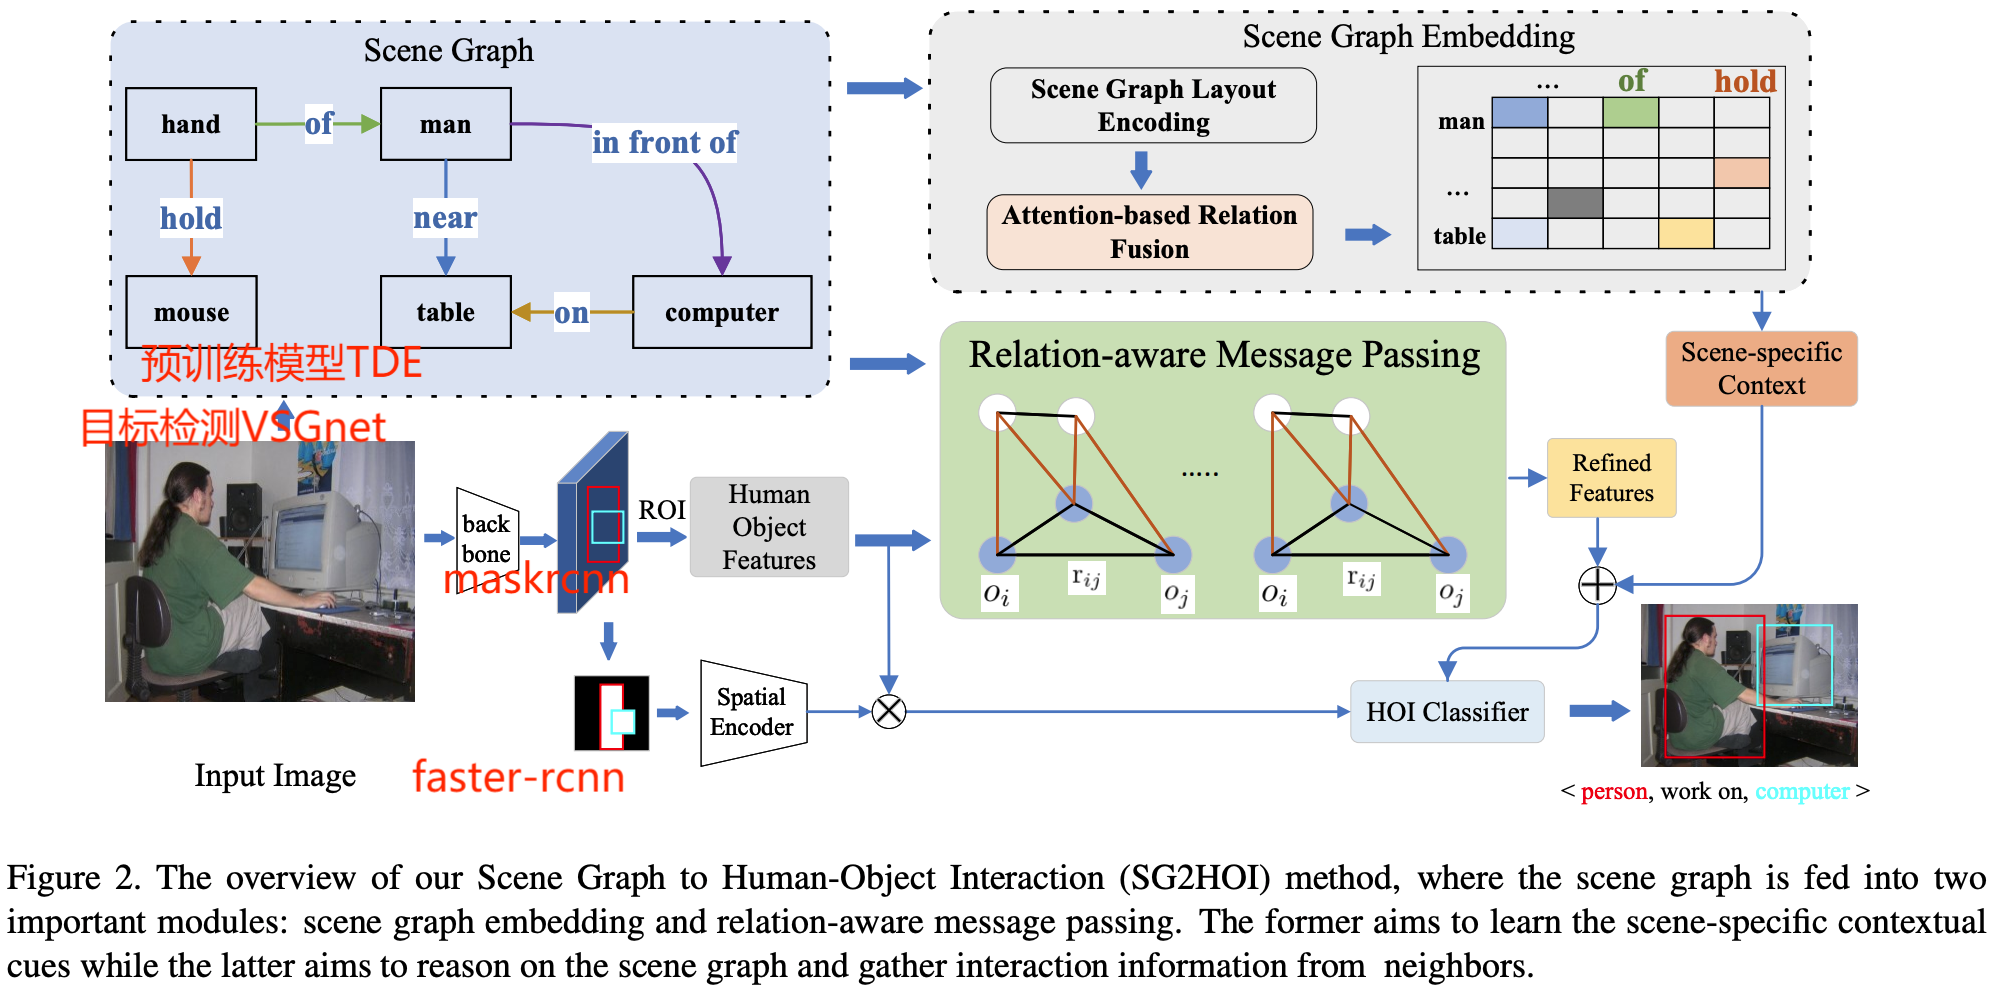 Scene Graph
hand
of
man
in front of
hold
near
mouse
table
on
computer
预训练模型TDE
目标检测VSGnet
Scene Graph Embedding
Scene Graph Layout
Encoding
Attention-based Relation
Fusion
... of hold
man
...
table
Scene-specific
Context
Relation-aware Message Passing
.....
o_i
r_ij
o_j
o_i
r_ij
o_j
Refined
Features
back
bone
maskrcnn
ROI
Human
Object
Features
Spatial
Encoder
faster-rcnn
Input Image
HOI Classifier
< person, work on, computer >
Figure 2. The overview of our Scene Graph to Human-Object Interaction (SG2HOI) method, where the scene graph is fed into two
important modules: scene graph embedding and relation-aware message passing. The former aims to learn the scene-specific contextual
cues while the latter aims to reason on the scene graph and gather interaction information from neighbors.